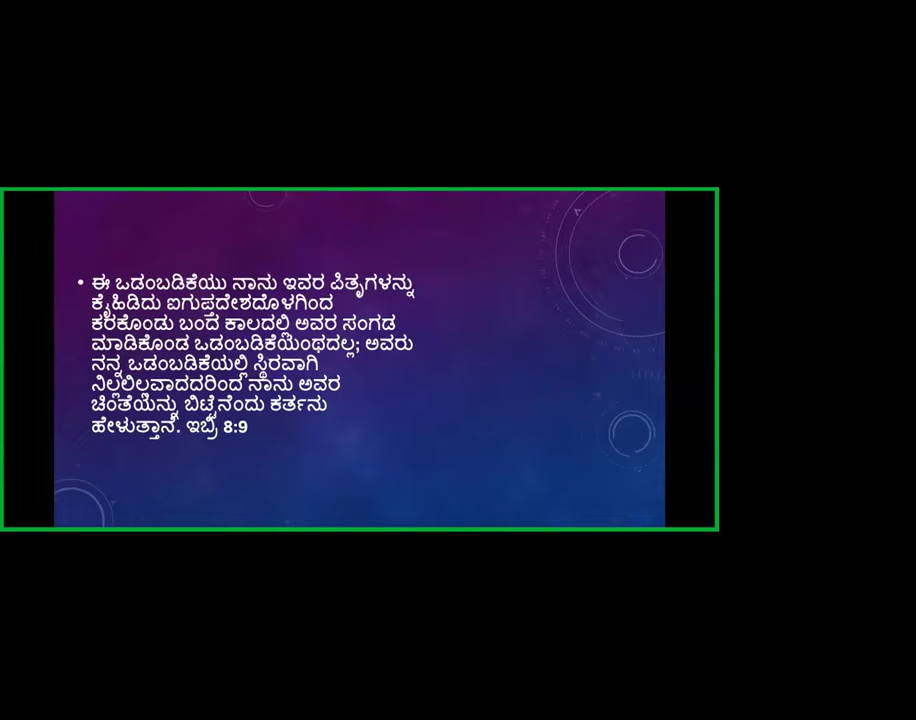 • ಈ ಒಡಂಬಡಿಕೆಯು ನಾನು ಇವರ ಪಿತೃಗಳನ್ನು
ಕೈಹಿಡಿದು ಐಗುಪ್ತದೇಶದೊಳಗಿಂದ
ಕರಕೊಂಡು ಬಂದ ಕಾಲದಲ್ಲಿ ಅವರ ಸಂಗಡ
ಮಾಡಿಕೊಂಡ ಒಡಂಬಡಿಕೆಯಂಥದಲ್ಲ; ಅವರು
ನನ್ನ ಒಡಂಬಡಿಕೆಯಲ್ಲಿ ಸ್ಥಿರವಾಗಿ
ನಿಲ್ಲಲಿಲ್ಲವಾದದರಿಂದ ನಾನು ಅವರ
ಚಿಂತೆಯನ್ನು ಬಿಟ್ಟೆನೆಂದು ಕರ್ತನು
ಹೇಳುತ್ತಾನೆ. ಇಬ್ರಿ 8:9